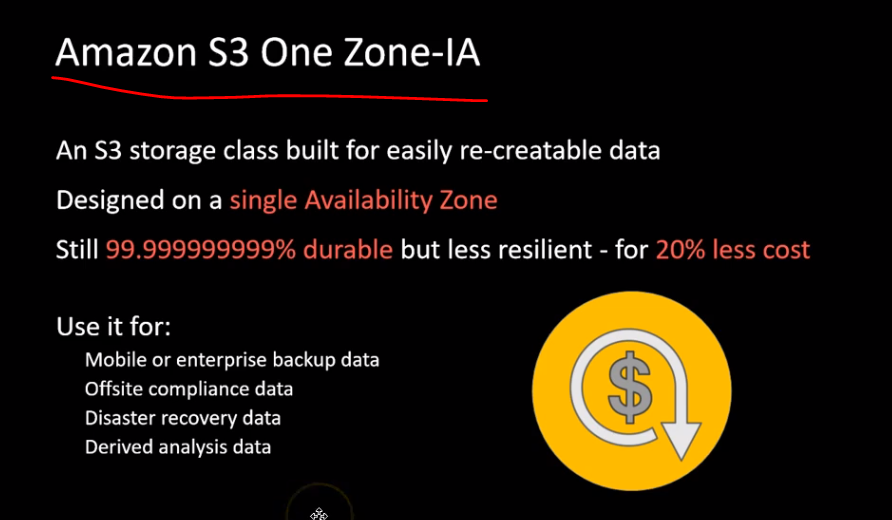 Amazon S3 One Zone-IA
An S3 storage class built for easily re-creatable data
Designed on a single Availability Zone
Still 99.999999999% durable but less resilient - for 20% less cost
Use it for:
Mobile or enterprise backup data
Offsite compliance data
Disaster recovery data
Derived analysis data
$